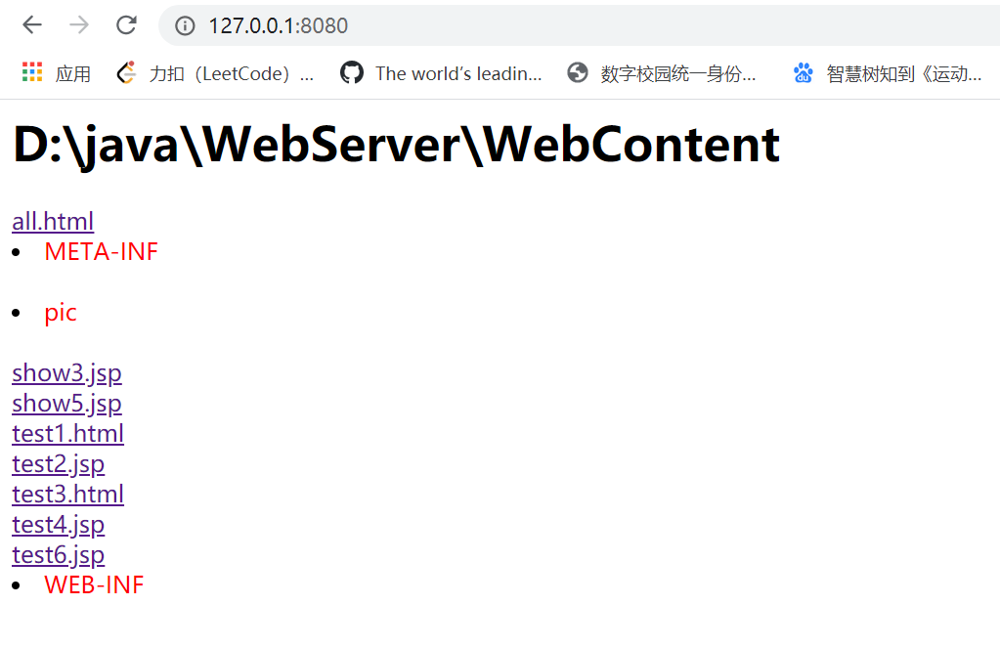 127.0.0.1:8080
应用 力扣（LeetCode）... The world's leadin... 数字校园统一身份... 智慧树知到《运动...
D:\java\WebServer\WebContent
all.html
META-INF
pic
show3.jsp
show5.jsp
test1.html
test2.jsp
test3.html
test4.jsp
test6.jsp
WEB-INF